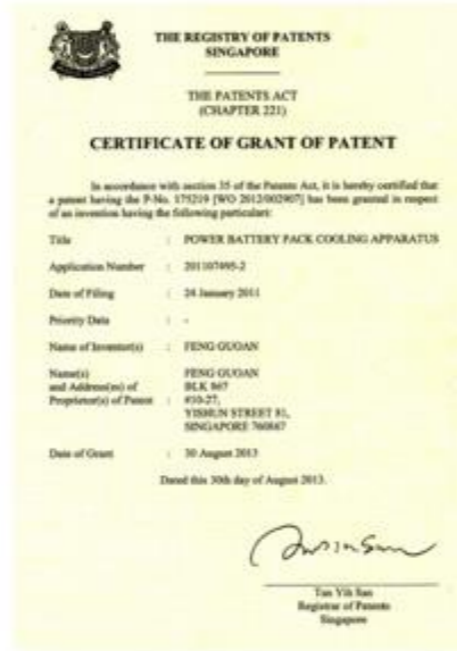 THE REGISTRY OF PATENTS
SINGAPORE
THE PATENTS ACT
(CHAPTER 221)
CERTIFICATE OF GRANT OF PATENT
In accordance with section 35 of the Patents Act, it is hereby certified that
a patent having the P-No. 175219 [WO 2012/002907] has been granted in respect
of an invention having the following particulars:
Title : POWER BATTERY PACK COOLING APPARATUS
Application Number : 201107495-2
Date of Filing : 24 January 2011
Priority Data : -
Name of Inventor(s) : FENG GUOAN
Name(s) FENG GUOAN
and Address(es) of BLK 867
Proprietor(s) of Patent : #10-27,
YISHUN STREET 81,
SINGAPORE 760867
Date of Grant : 30 August 2013
Dated this 30th day of August 2013.
Tan Yih San
Registrar of Patents
Singapore